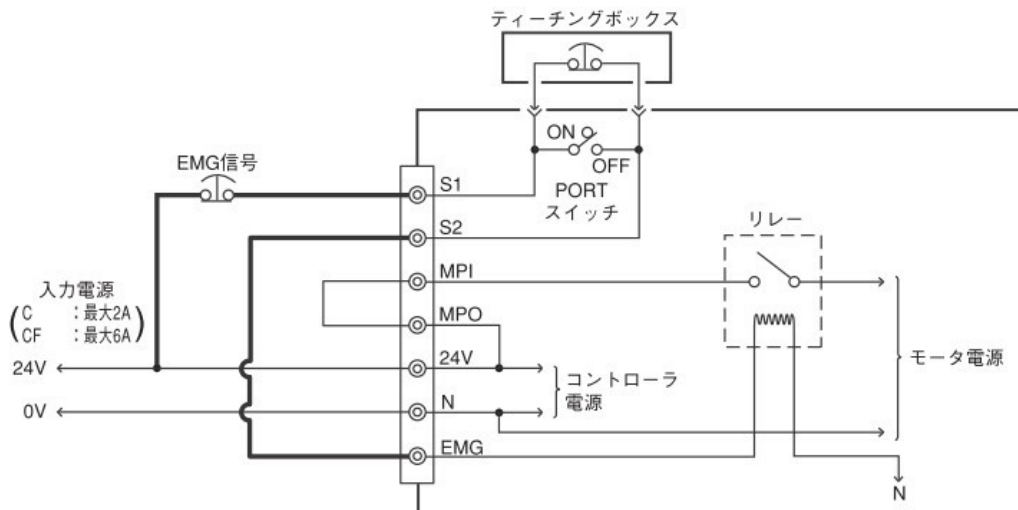 ティーチングボックス
ON
OFF
PORT
スイッチ
EMG信号
S1
S2
リレー
MPI
MPO
入力電源
C :最大2A
CF :最大6A
24V
24V
コントローラ
電源
モータ電源
0V
N
EMG
N